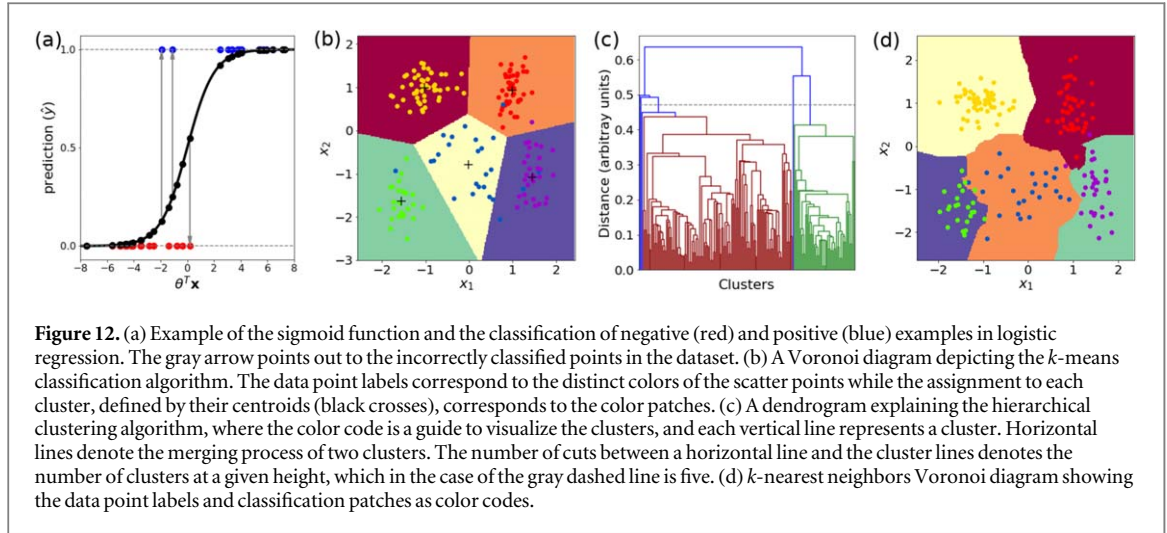 (a)
1.0
0.5
0.0
prediction (ŷ)
−8 −6 −4 −2 0 2 4 6 8
θᵀx
(b)
2
1
0
−1
−2
−3
x₂
−2 −1 0 1 2
x₁
(c)
0.6
0.5
0.4
0.3
0.2
0.1
0.0
Distance (arbitray units)
Clusters
(d)
2
1
0
−1
−2
x₂
−2 −1 0 1 2
x₁
Figure 12. (a) Example of the sigmoid function and the classification of negative (red) and positive (blue) examples in logistic
regression. The gray arrow points out to the incorrectly classified points in the dataset. (b) A Voronoi diagram depicting the k-means
classification algorithm. The data point labels correspond to the distinct colors of the scatter points while the assignment to each
cluster, defined by their centroids (black crosses), corresponds to the color patches. (c) A dendrogram explaining the hierarchical
clustering algorithm, where the color code is a guide to visualize the clusters, and each vertical line represents a cluster. Horizontal
lines denote the merging process of two clusters. The number of cuts between a horizontal line and the cluster lines denotes the
number of clusters at a given height, which in the case of the gray dashed line is five. (d) k-nearest neighbors Voronoi diagram showing
the data point labels and classification patches as color codes.